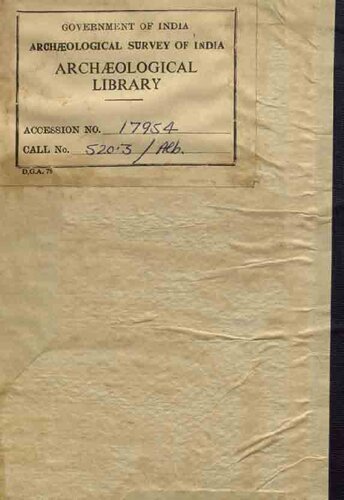 GOVERNMENT OF INDIA
ARCHÆOLOGICAL SURVEY OF INDIA
ARCHÆOLOGICAL
LIBRARY
ACCESSION NO. 17954
CALL No. 520.3 / Alb.
D.G.A. 79